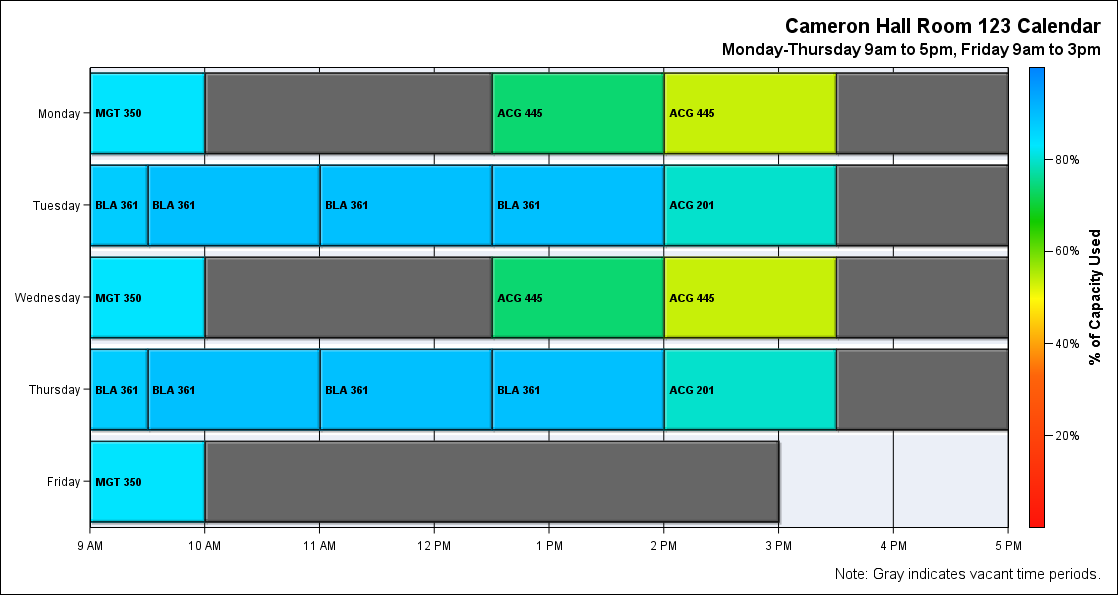 Cameron Hall Room 123 Calendar
Monday-Thursday 9am to 5pm, Friday 9am to 3pm
Monday
MGT 350
ACG 445
ACG 445
Tuesday
BLA 361
BLA 361
BLA 361
BLA 361
ACG 201
Wednesday
MGT 350
ACG 445
ACG 445
Thursday
BLA 361
BLA 361
BLA 361
BLA 361
ACG 201
Friday
MGT 350
9 AM
10 AM
11 AM
12 PM
1 PM
2 PM
3 PM
4 PM
5 PM
80%
60%
40%
20%
% of Capacity Used
Note: Gray indicates vacant time periods.